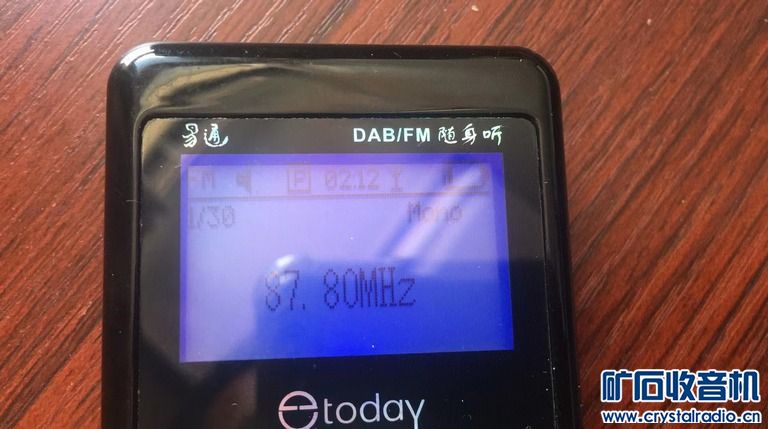 易通 DAB/FM 随身听
FM P 02:12
1/30 Mono
87.80MHz
etoday
矿石收音机
www.crystalradio.cn